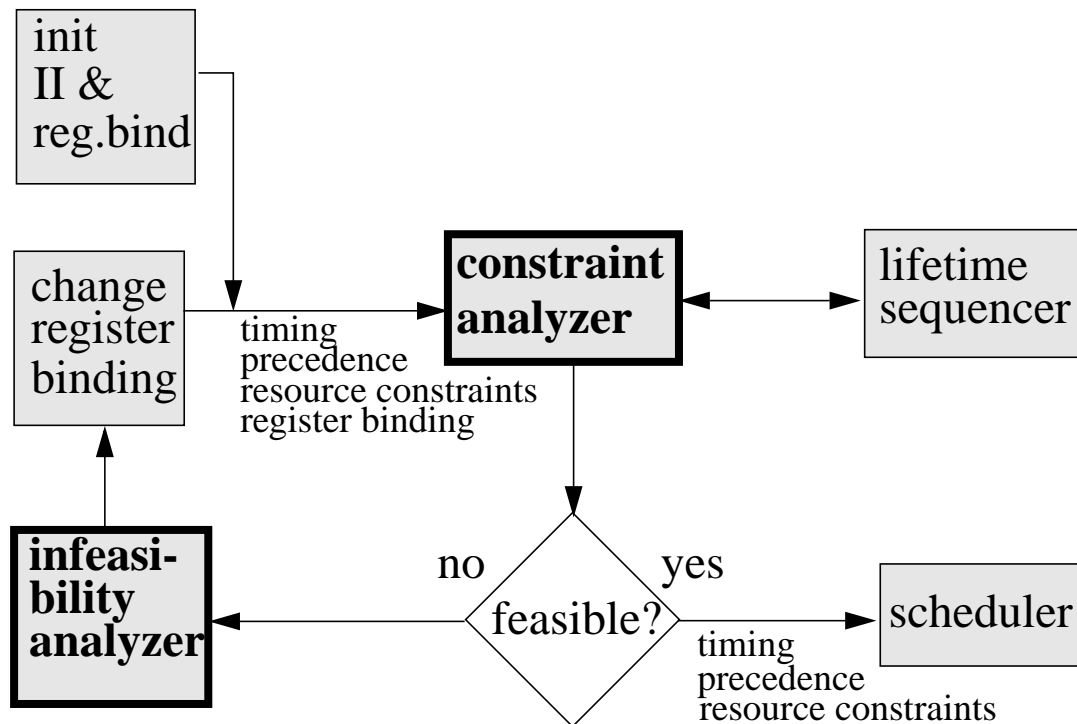 init
II &
reg.bind
change
register
binding
timing
precedence
resource constraints
register binding
constraint
analyzer
lifetime
sequencer
infeasi-
bility
analyzer
no
yes
feasible?
scheduler
timing
precedence
resource constraints